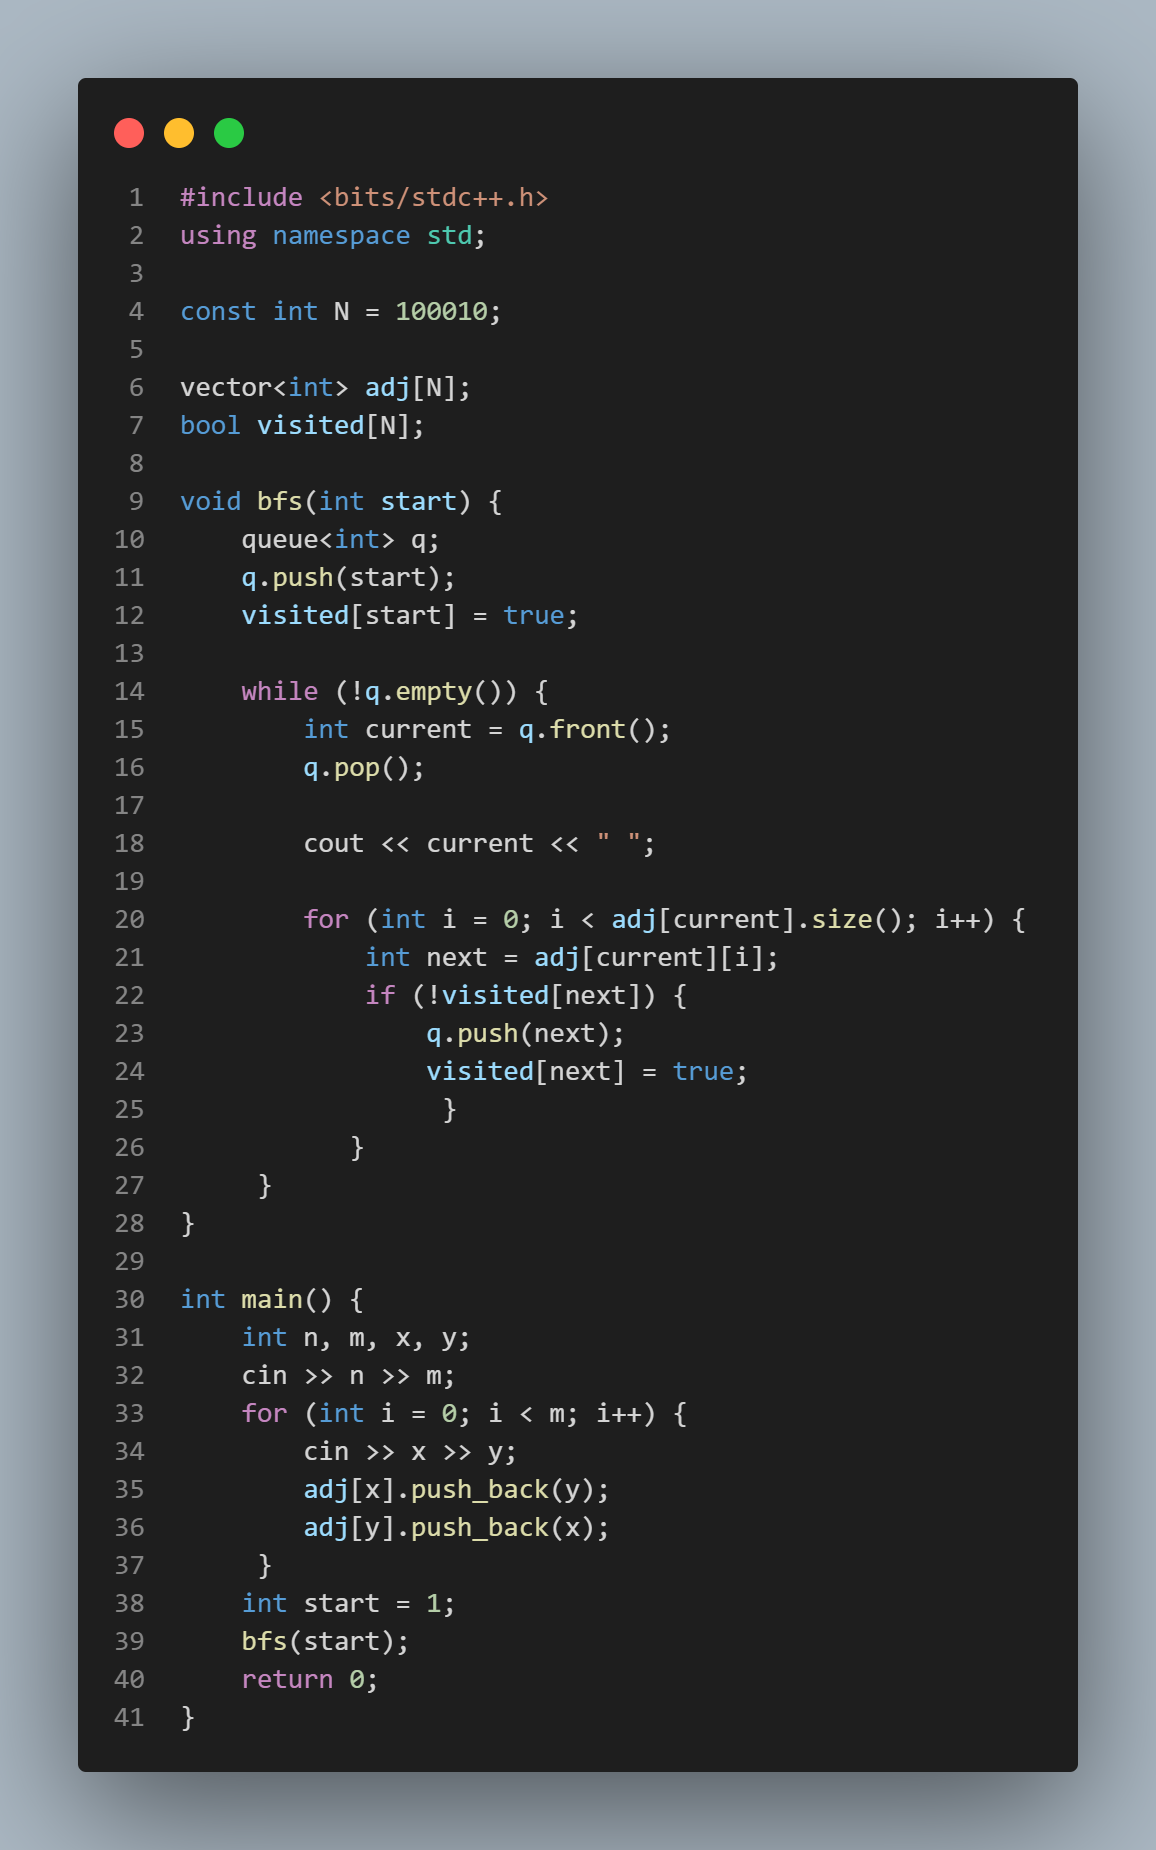 1 #include <bits/stdc++.h>
2 using namespace std;
3
4 const int N = 100010;
5
6 vector<int> adj[N];
7 bool visited[N];
8
9 void bfs(int start) {
10     queue<int> q;
11     q.push(start);
12     visited[start] = true;
13
14     while (!q.empty()) {
15         int current = q.front();
16         q.pop();
17
18         cout << current << " ";
19
20         for (int i = 0; i < adj[current].size(); i++) {
21             int next = adj[current][i];
22             if (!visited[next]) {
23                 q.push(next);
24                 visited[next] = true;
25                  }
26            }
27      }
28 }
29
30 int main() {
31     int n, m, x, y;
32     cin >> n >> m;
33     for (int i = 0; i < m; i++) {
34         cin >> x >> y;
35         adj[x].push_back(y);
36         adj[y].push_back(x);
37      }
38     int start = 1;
39     bfs(start);
40     return 0;
41 }